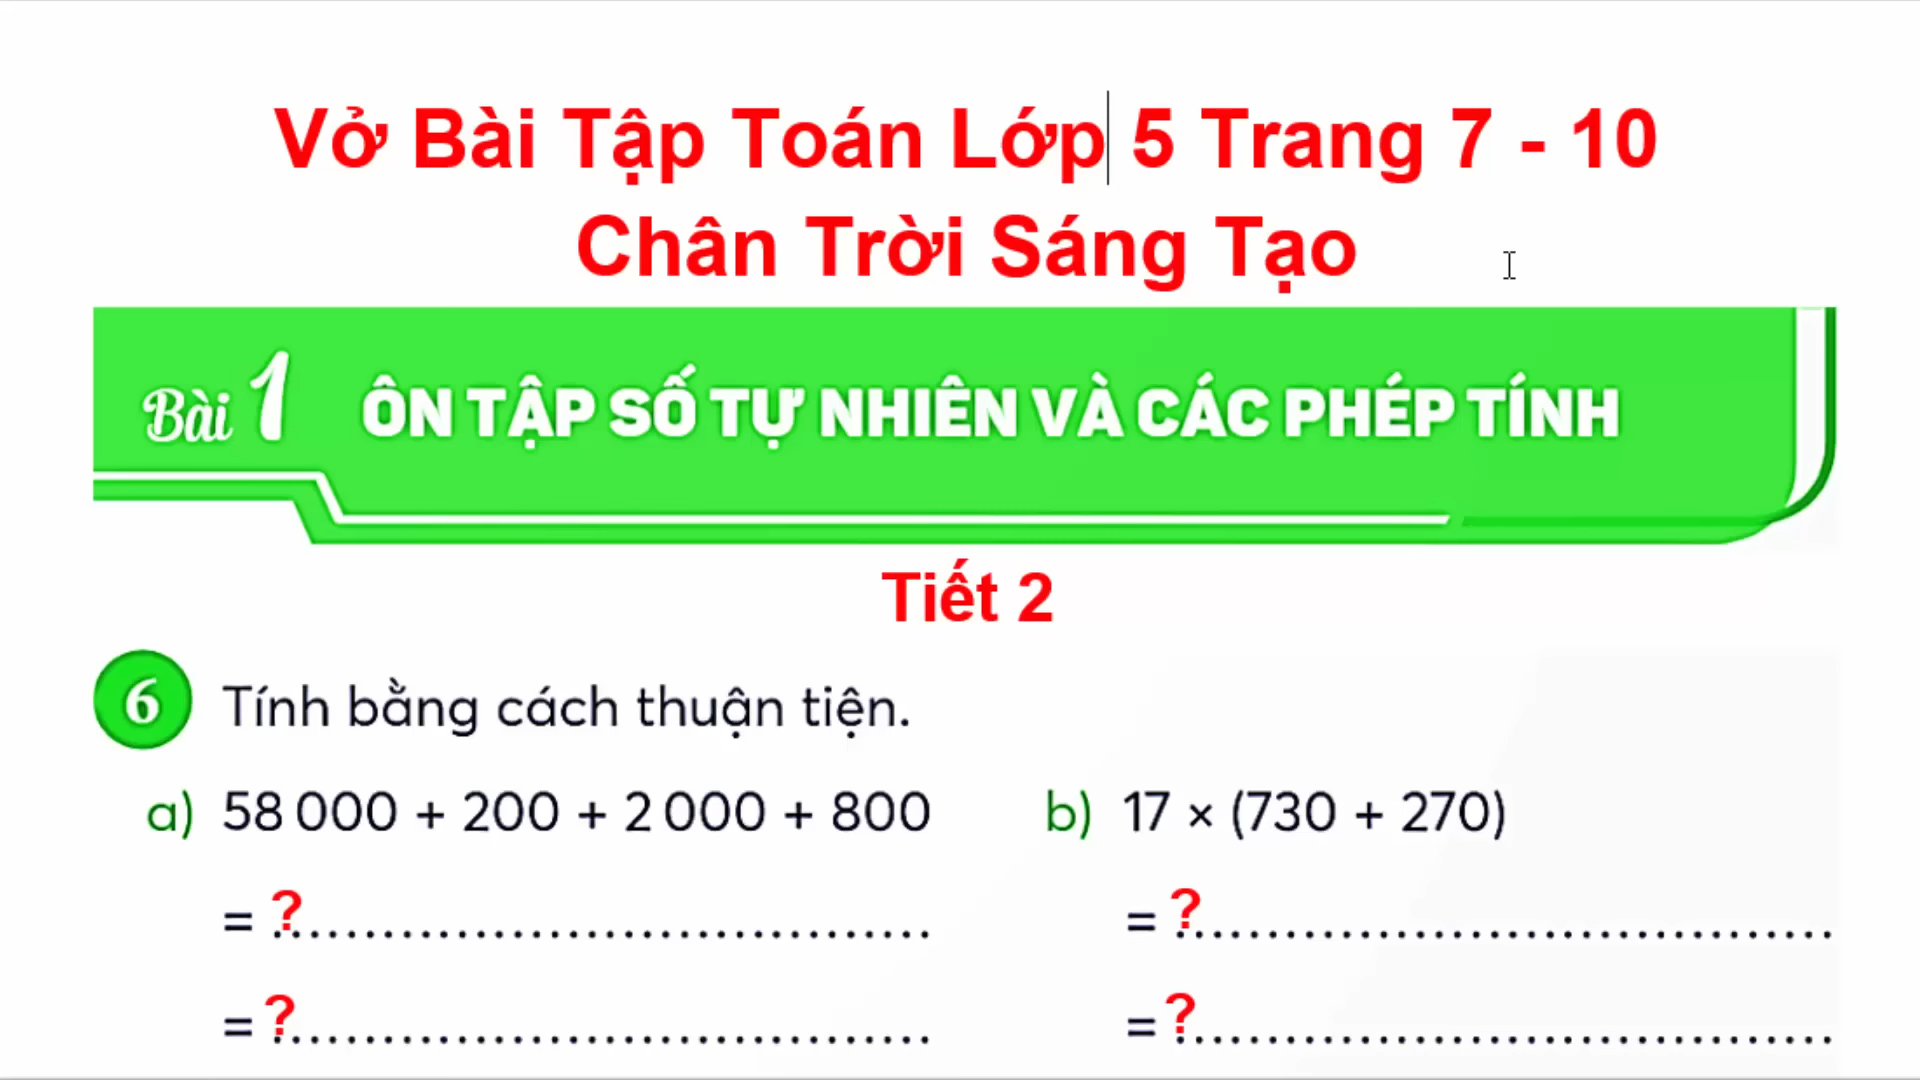 Vở Bài Tập Toán Lớp 5 Trang 7 - 10
Chân Trời Sáng Tạo
Bài 1 ÔN TẬP SỐ TỰ NHIÊN VÀ CÁC PHÉP TÍNH
Tiết 2
6 Tính bằng cách thuận tiện.
a) 58 000 + 200 + 2 000 + 800
= ?....................................
= ?....................................
b) 17 × (730 + 270)
= ?....................................
= ?....................................